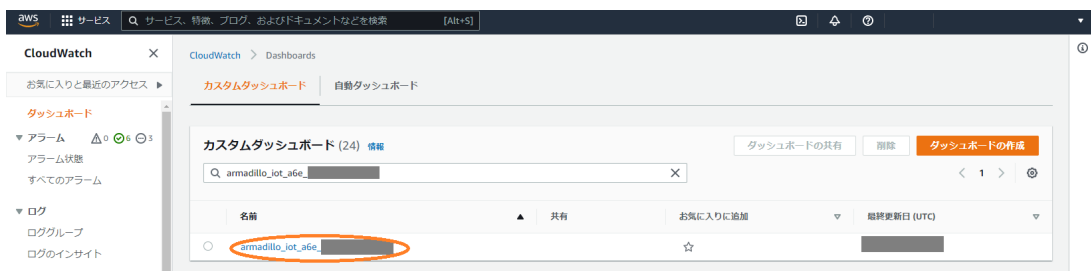 aws サービス サービス、特徴、ブログ、およびドキュメントなどを検索 [Alt+S]
CloudWatch
お気に入りと最近のアクセス
ダッシュボード
アラーム 0 6 3
アラーム状態
すべてのアラーム
ログ
ロググループ
ログのインサイト
CloudWatch > Dashboards
カスタムダッシュボード 自動ダッシュボード
カスタムダッシュボード (24) 情報 ダッシュボードの共有 削除 ダッシュボードの作成
armadillo_iot_a6e_
1
名前 共有 お気に入りに追加 最終更新日 (UTC)
armadillo_iot_a6e_